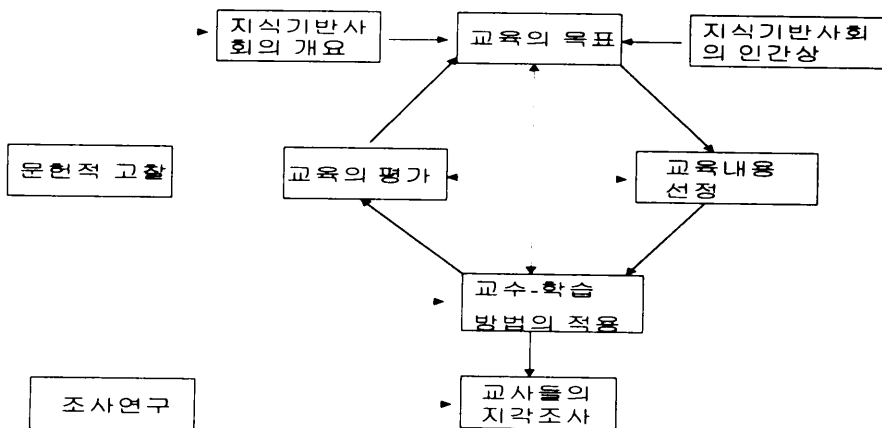 지식기반사
회의 개요
교육의 목표
지식기반사회
의 인간상
문헌적 고찰
교육의 평가
교육내용
선정
교수-학습
방법의 적용
조사연구
교사들의
지각조사